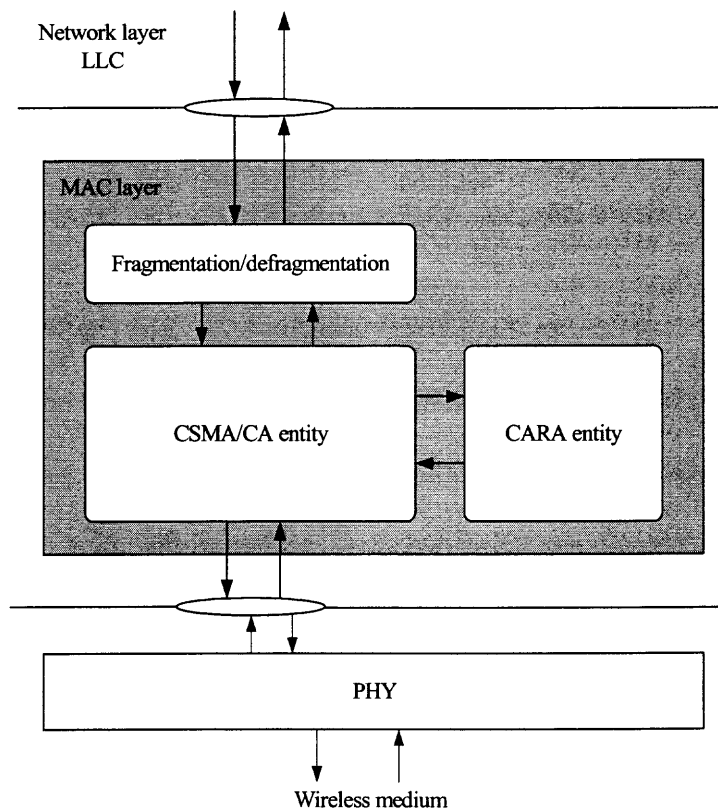 Network layer
LLC
MAC layer
Fragmentation/defragmentation
CSMA/CA entity
CARA entity
PHY
Wireless medium